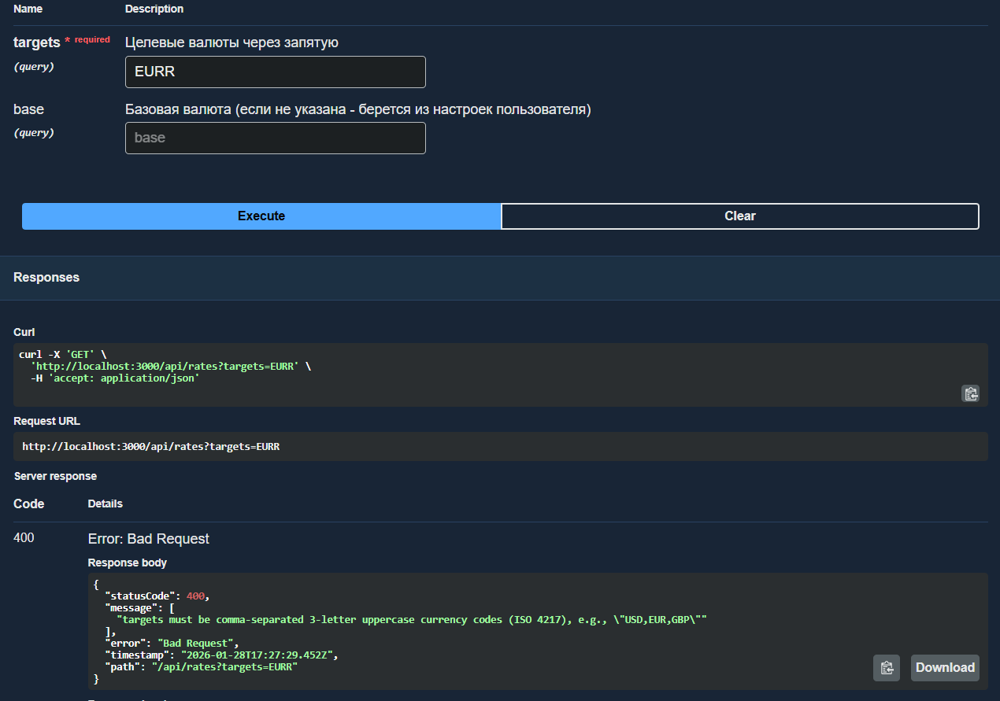 Name Description
targets * required Целевые валюты через запятую
(query)
EURR
base Базовая валюта (если не указана - берется из настроек пользователя)
(query)
base
Execute Clear
Responses
Curl
curl -X 'GET' \
  'http://localhost:3000/api/rates?targets=EURR' \
  -H 'accept: application/json'
Request URL
http://localhost:3000/api/rates?targets=EURR
Server response
Code Details
400 Error: Bad Request
Response body
{
  "statusCode": 400,
  "message": [
    "targets must be comma-separated 3-letter uppercase currency codes (ISO 4217), e.g., \"USD,EUR,GBP\""
  ],
  "error": "Bad Request",
  "timestamp": "2026-01-28T17:27:29.452Z",
  "path": "/api/rates?targets=EURR"
}
Download